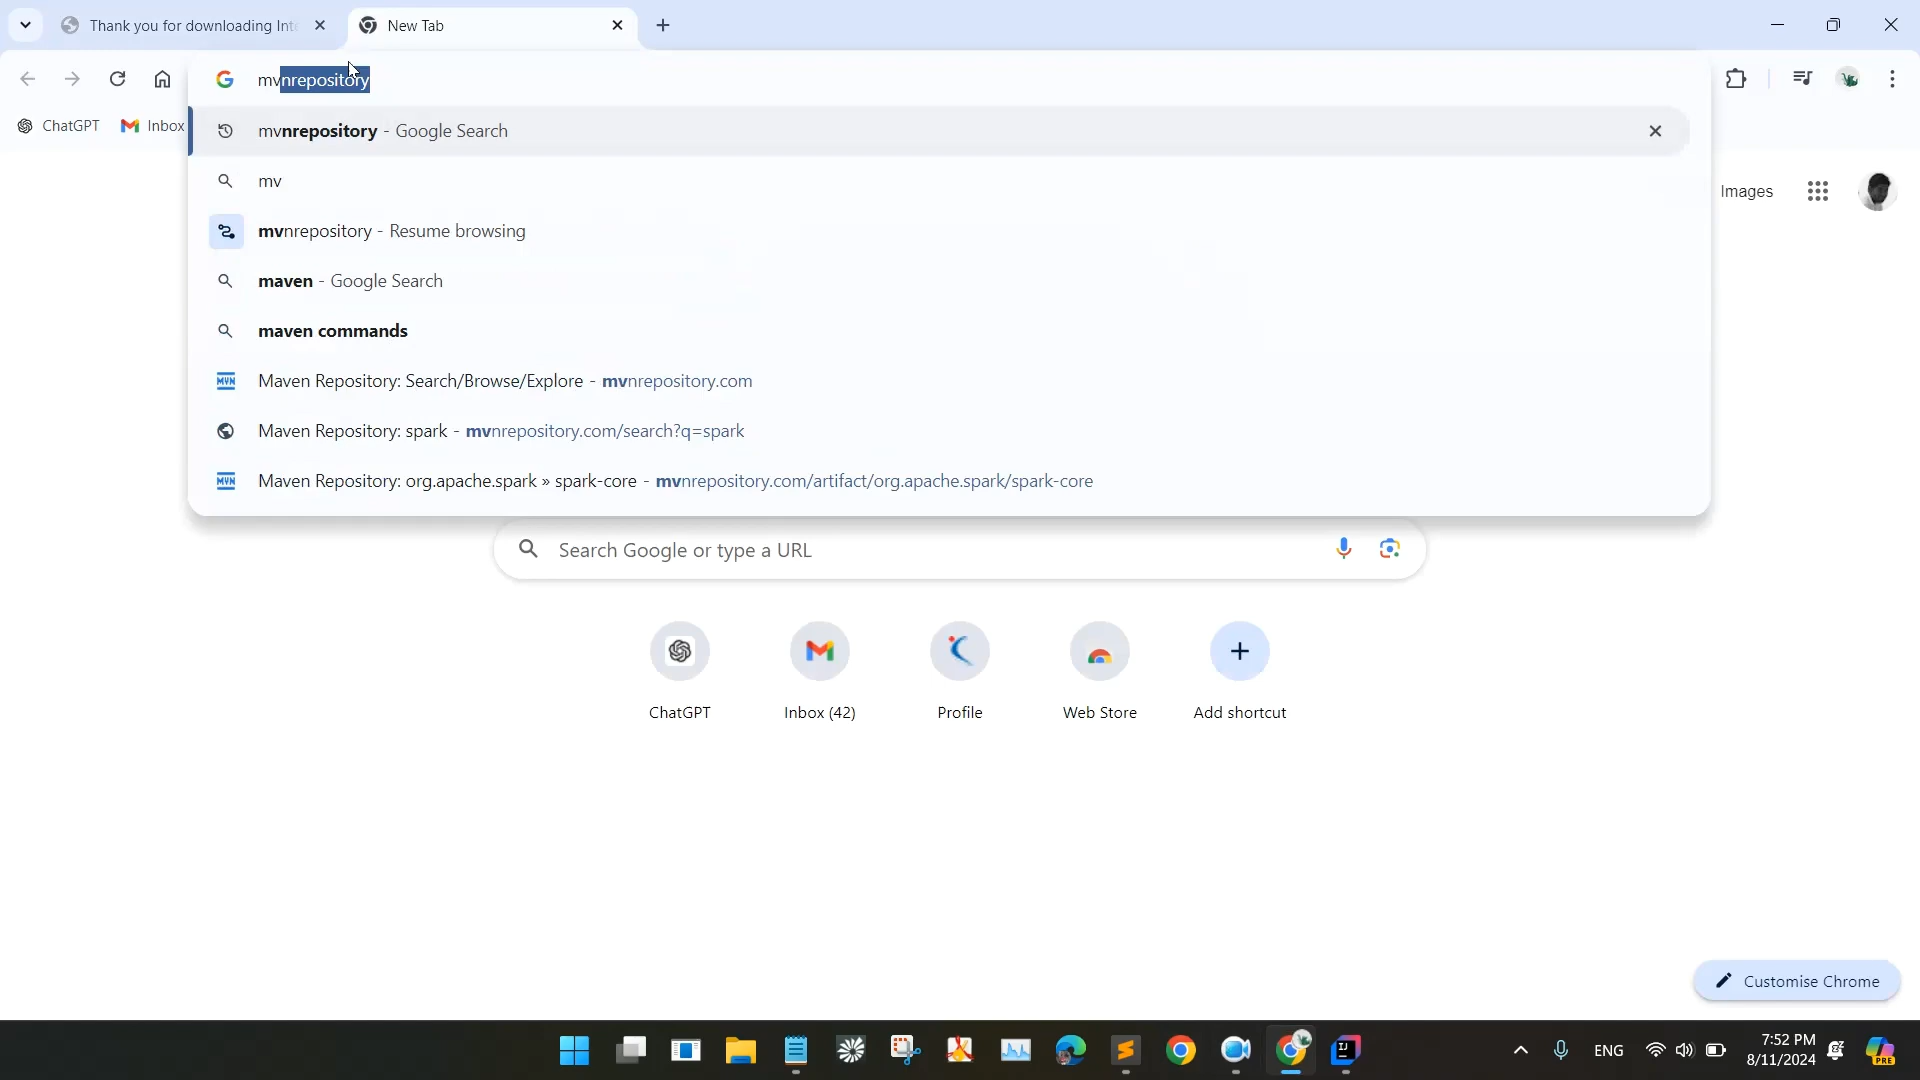 Thank you for downloading Inte
New Tab
mvnrepository
ChatGPT
Inbox
mvnrepository - Google Search
mv
Images
mvnrepository - Resume browsing
maven - Google Search
maven commands
Maven Repository: Search/Browse/Explore - mvnrepository.com
Maven Repository: spark - mvnrepository.com/search?q=spark
Maven Repository: org.apache.spark » spark-core - mvnrepository.com/artifact/org.apache.spark/spark-core
Search Google or type a URL
ChatGPT
Inbox (42)
Profile
Web Store
Add shortcut
Customise Chrome
ENG
7:52 PM
8/11/2024